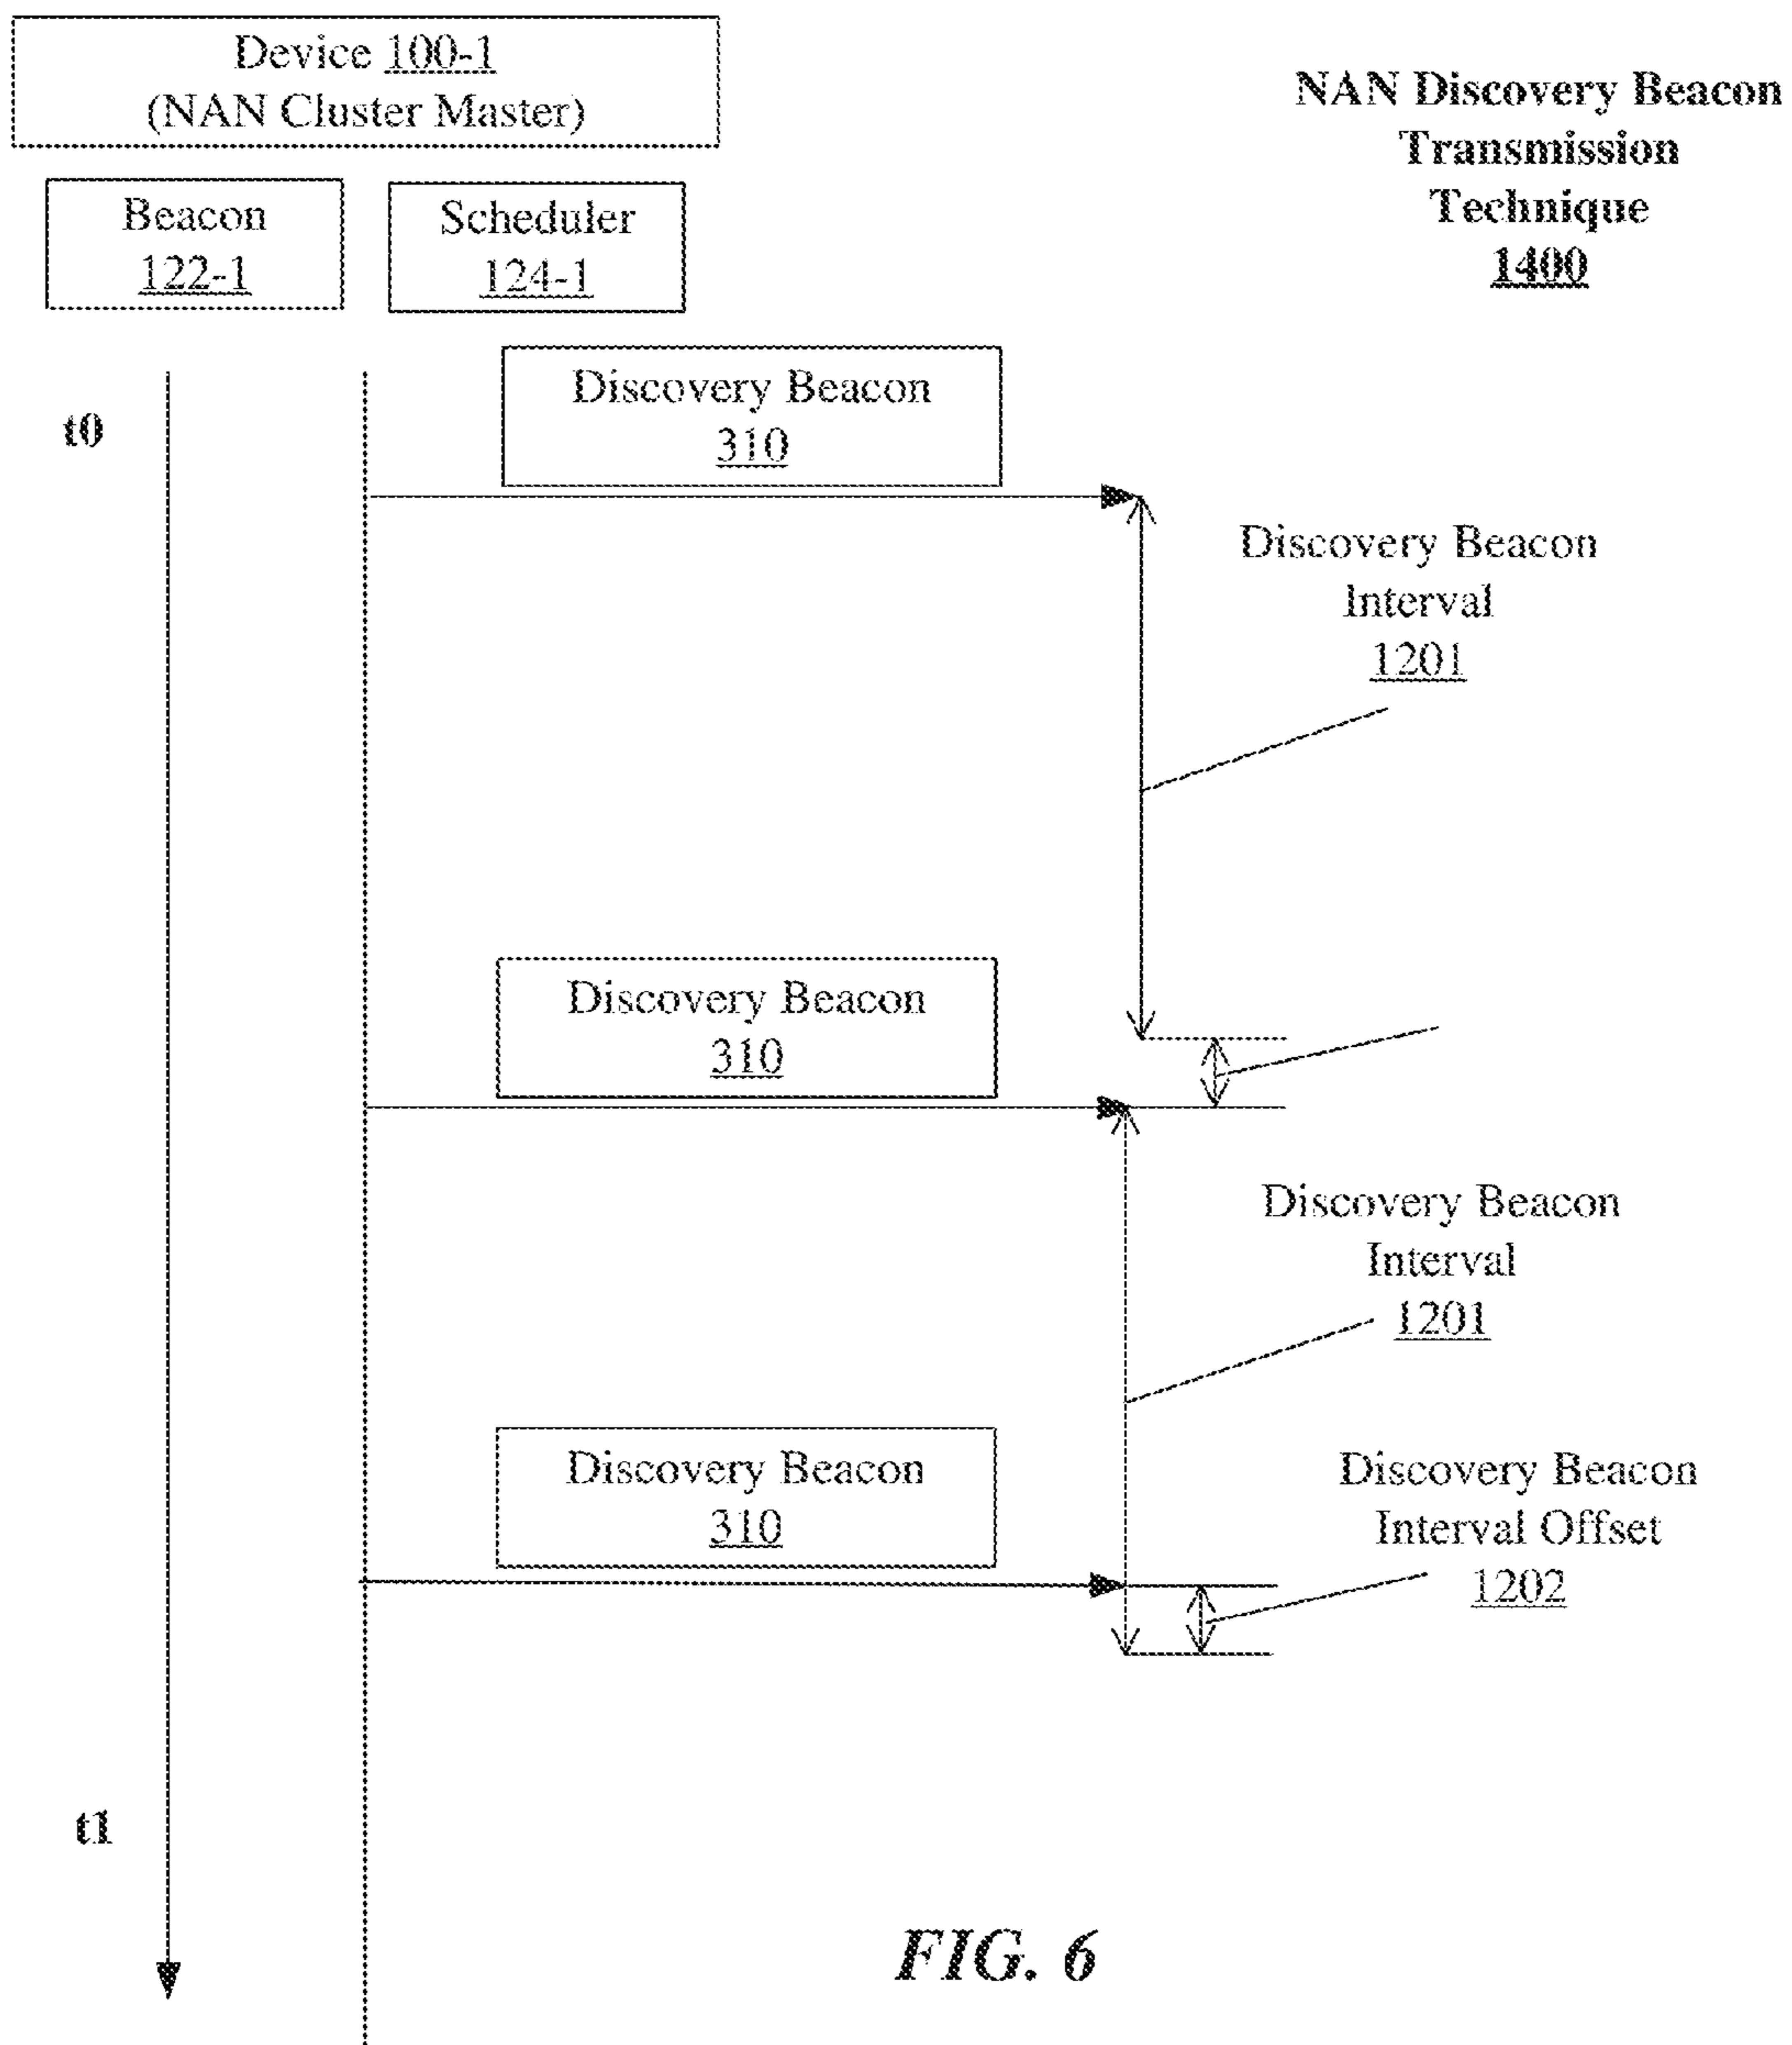 Device 100-1
(NAN Cluster Master)
NAN Discovery Beacon
Transmission
Technique
1400
Beacon
122-1
Scheduler
124-1
t0
Discovery Beacon
310
Discovery Beacon
Interval
1201
Discovery Beacon
310
Discovery Beacon
Interval
1201
Discovery Beacon
310
Discovery Beacon
Interval Offset
1202
t1
FIG. 6